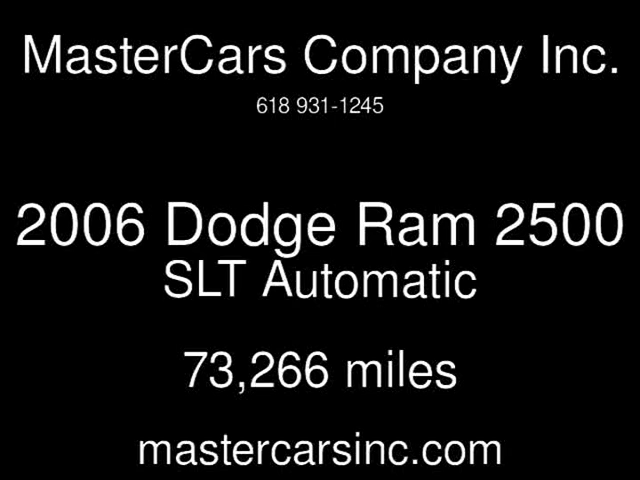 MasterCars Company Inc.
618 931-1245
2006 Dodge Ram 2500
SLT Automatic
73,266 miles
mastercarsinc.com